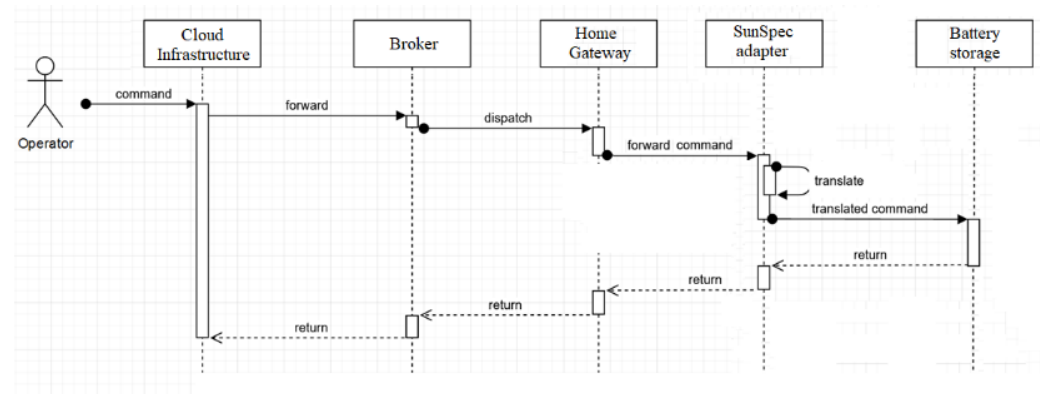 Cloud
Infrastructure
Broker
Home
Gateway
SunSpec
adapter
Battery
storage
command
forward
dispatch
Operator
forward command
translate
translated command
return
return
return
return